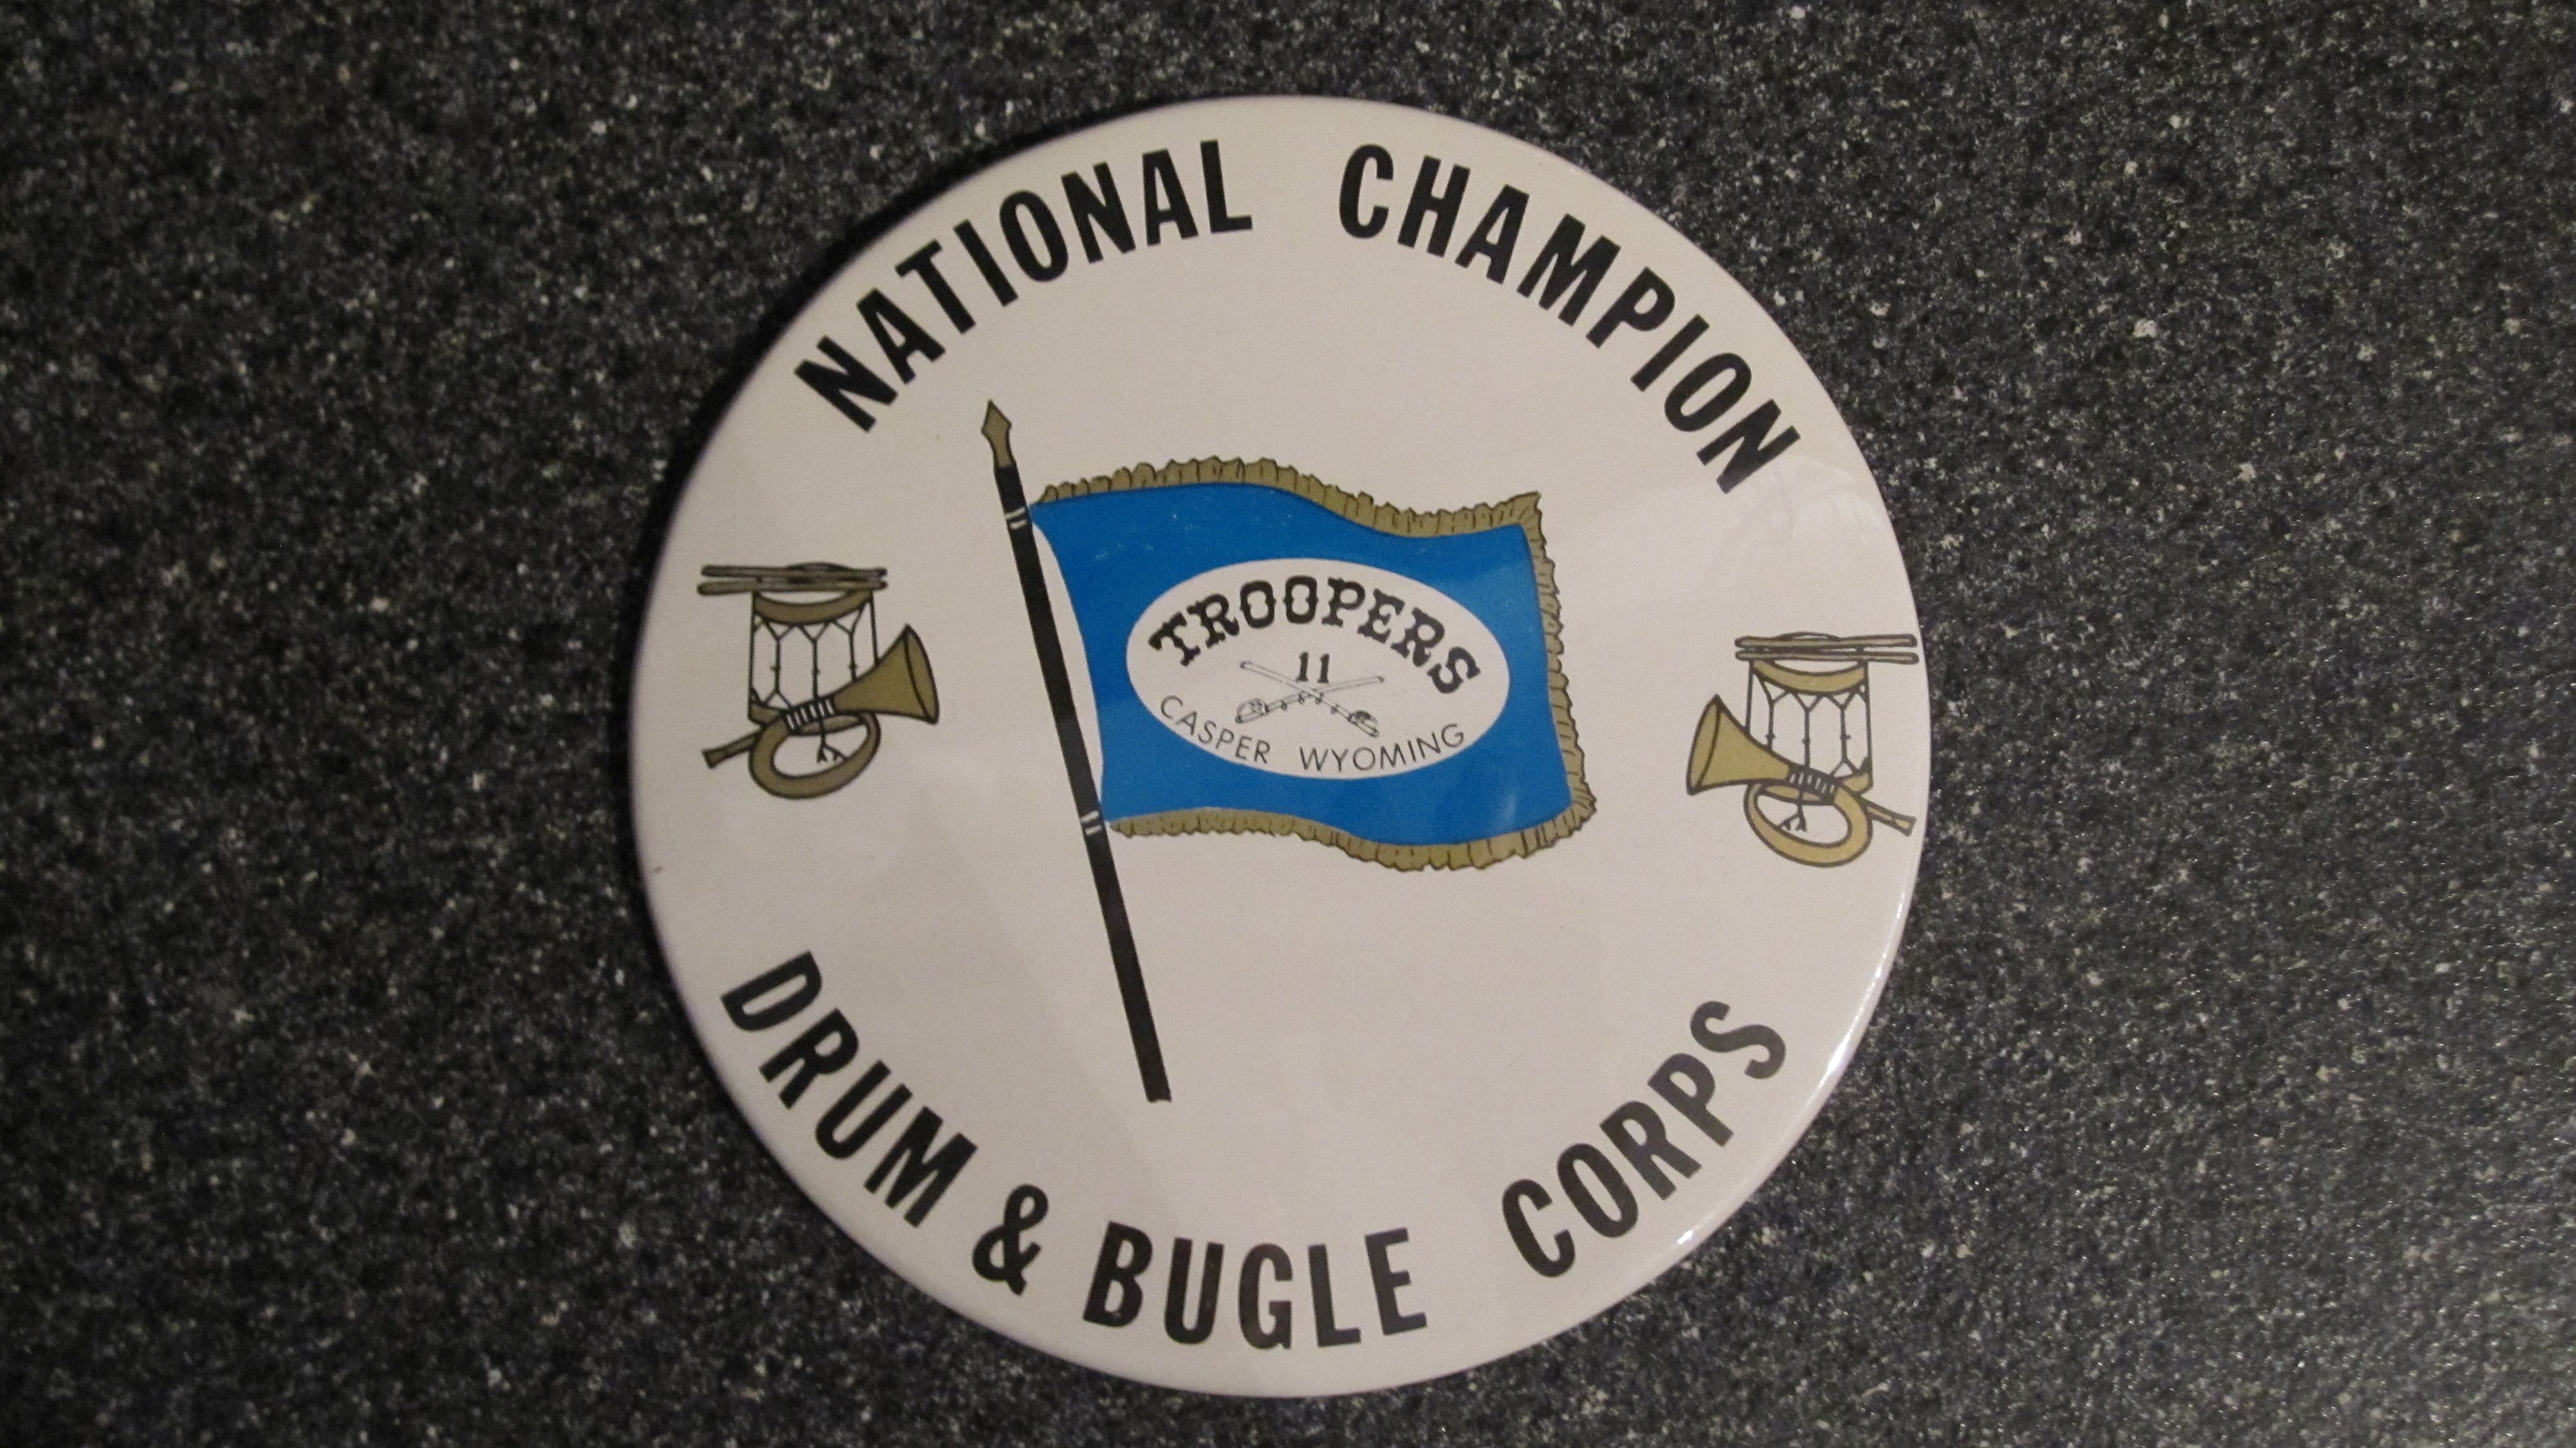 NATIONAL CHAMPION
TROOPERS
11
CASPER WYOMING
DRUM & BUGLE CORPS